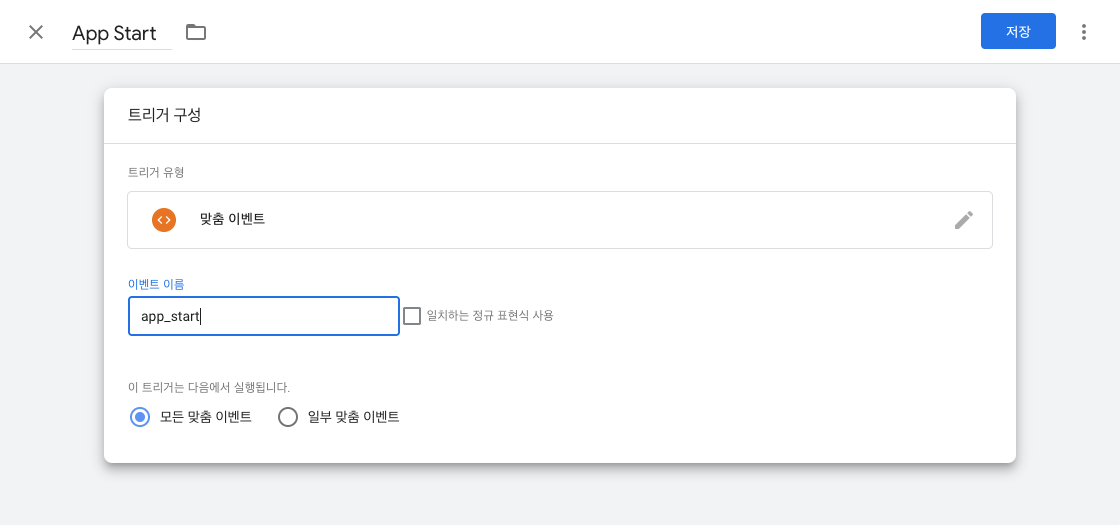 App Start
저장
트리거 구성
트리거 유형
맞춤 이벤트
이벤트 이름
app_start
일치하는 정규 표현식 사용
이 트리거는 다음에서 실행됩니다.
모든 맞춤 이벤트 일부 맞춤 이벤트